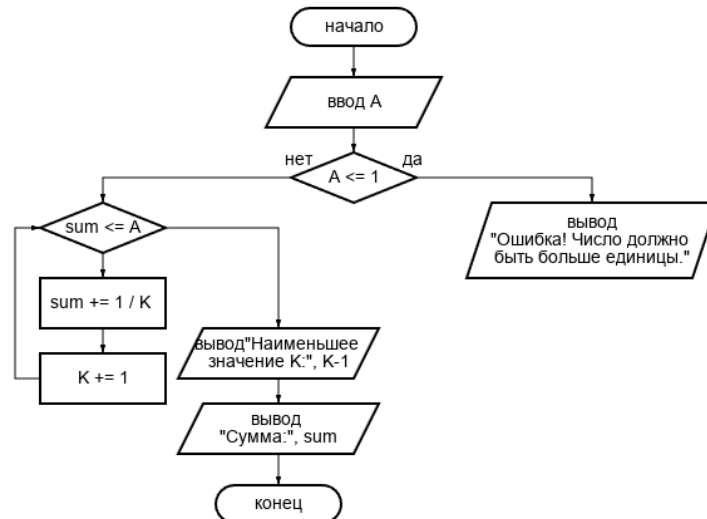 начало
ввод A
нет
да
A <= 1
sum <= A
вывод
"Ошибка! Число должно
быть больше единицы."
sum += 1 / K
вывод"Наименьшее
значение K:", K-1
K += 1
вывод
"Сумма:", sum
конец